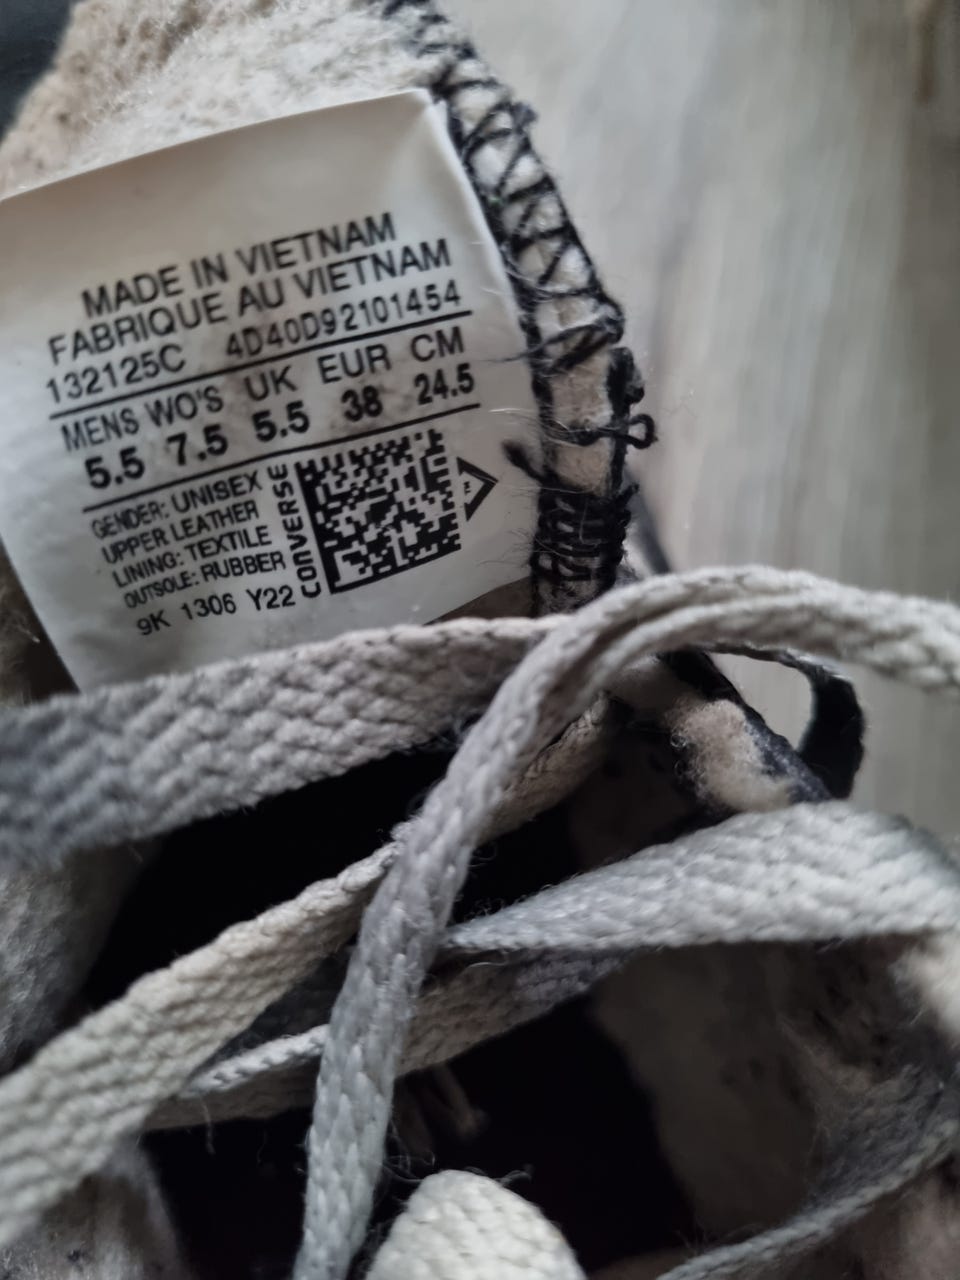 MADE IN VIETNAM
FABRIQUE AU VIETNAM
132125C 4D40D92101454
MENS WO'S UK EUR CM
5.5 7.5 5.5 38 24.5
GENDER: UNISEX
UPPER LEATHER
LINING: TEXTILE
OUTSOLE: RUBBER
9K 1306 Y22
CONVERSE
TM